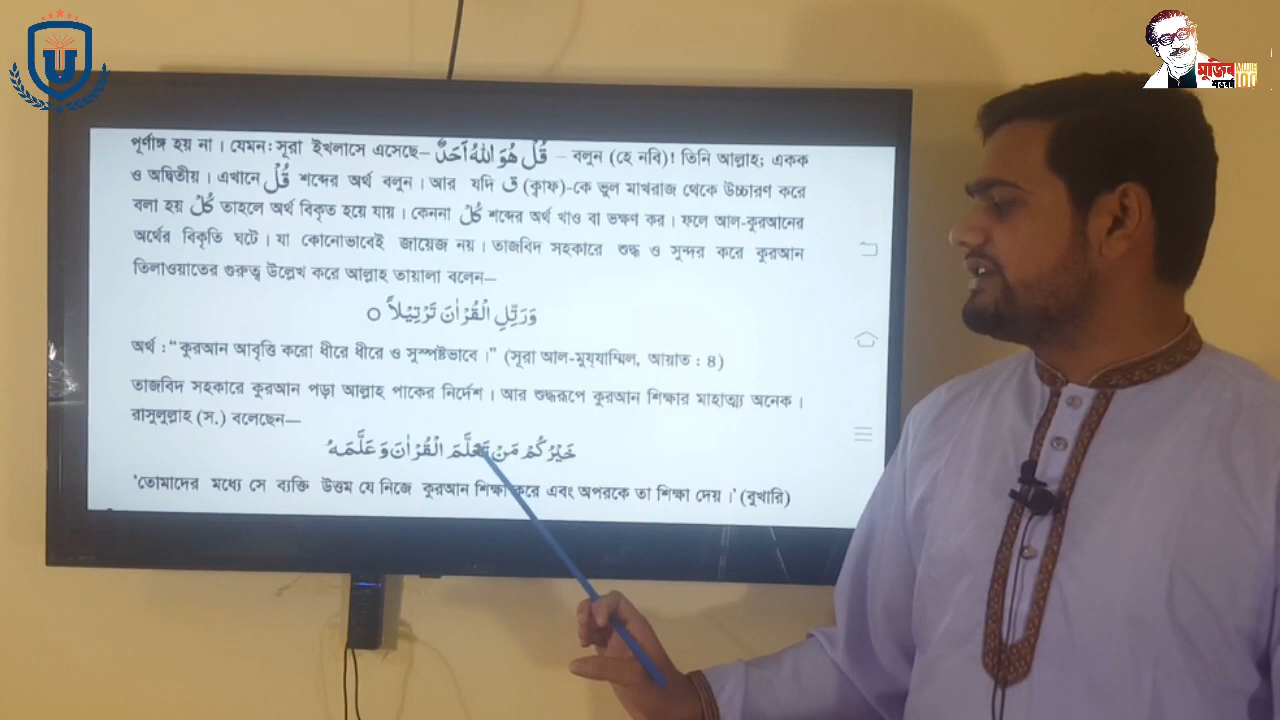 পূর্ণাঙ্গ হয় না। যেমন: সূরা ইখলাসে এসেছে– قُلْ هُوَ اللّٰهُ اَحَدٌ – বলুন (হে নবি)! তিনি আল্লাহ; একক
ও অদ্বিতীয়। এখানে قُلْ শব্দের অর্থ বলুন। আর যদি ق (ক্বাফ)-কে ভুল মাখরাজ থেকে উচ্চারণ করে
বলা হয় كُلْ তাহলে অর্থ বিকৃত হয়ে যায়। কেননা كُلْ শব্দের অর্থ খাও বা ভক্ষণ কর। ফলে আল-কুরআনের
অর্থের বিকৃতি ঘটে। যা কোনোভাবেই জায়েজ নয়। তাজবিদ সহকারে শুদ্ধ ও সুন্দর করে কুরআন
তিলাওয়াতের গুরুত্ব উল্লেখ করে আল্লাহ তায়ালা বলেন—
وَرَتِّلِ الْقُرْاٰنَ تَرْتِيْلاً ○
অর্থ : “কুরআন আবৃত্তি করো ধীরে ধীরে ও সুস্পষ্টভাবে।” (সূরা আল-মুয্‌যাম্মিল, আয়াত : ৪)
তাজবিদ সহকারে কুরআন পড়া আল্লাহ পাকের নির্দেশ। আর শুদ্ধরূপে কুরআন শিক্ষার মাহাত্ম্য অনেক।
রাসুলুল্লাহ (স.) বলেছেন—
خَيْرُكُمْ مَنْ تَعَلَّمَ الْقُرْاٰنَ وَعَلَّمَهُ
‘তোমাদের মধ্যে সে ব্যক্তি উত্তম যে নিজে কুরআন শিক্ষা করে এবং অপরকে তা শিক্ষা দেয়।’ (বুখারি)
U
মুজিব
শতবর্ষ
100